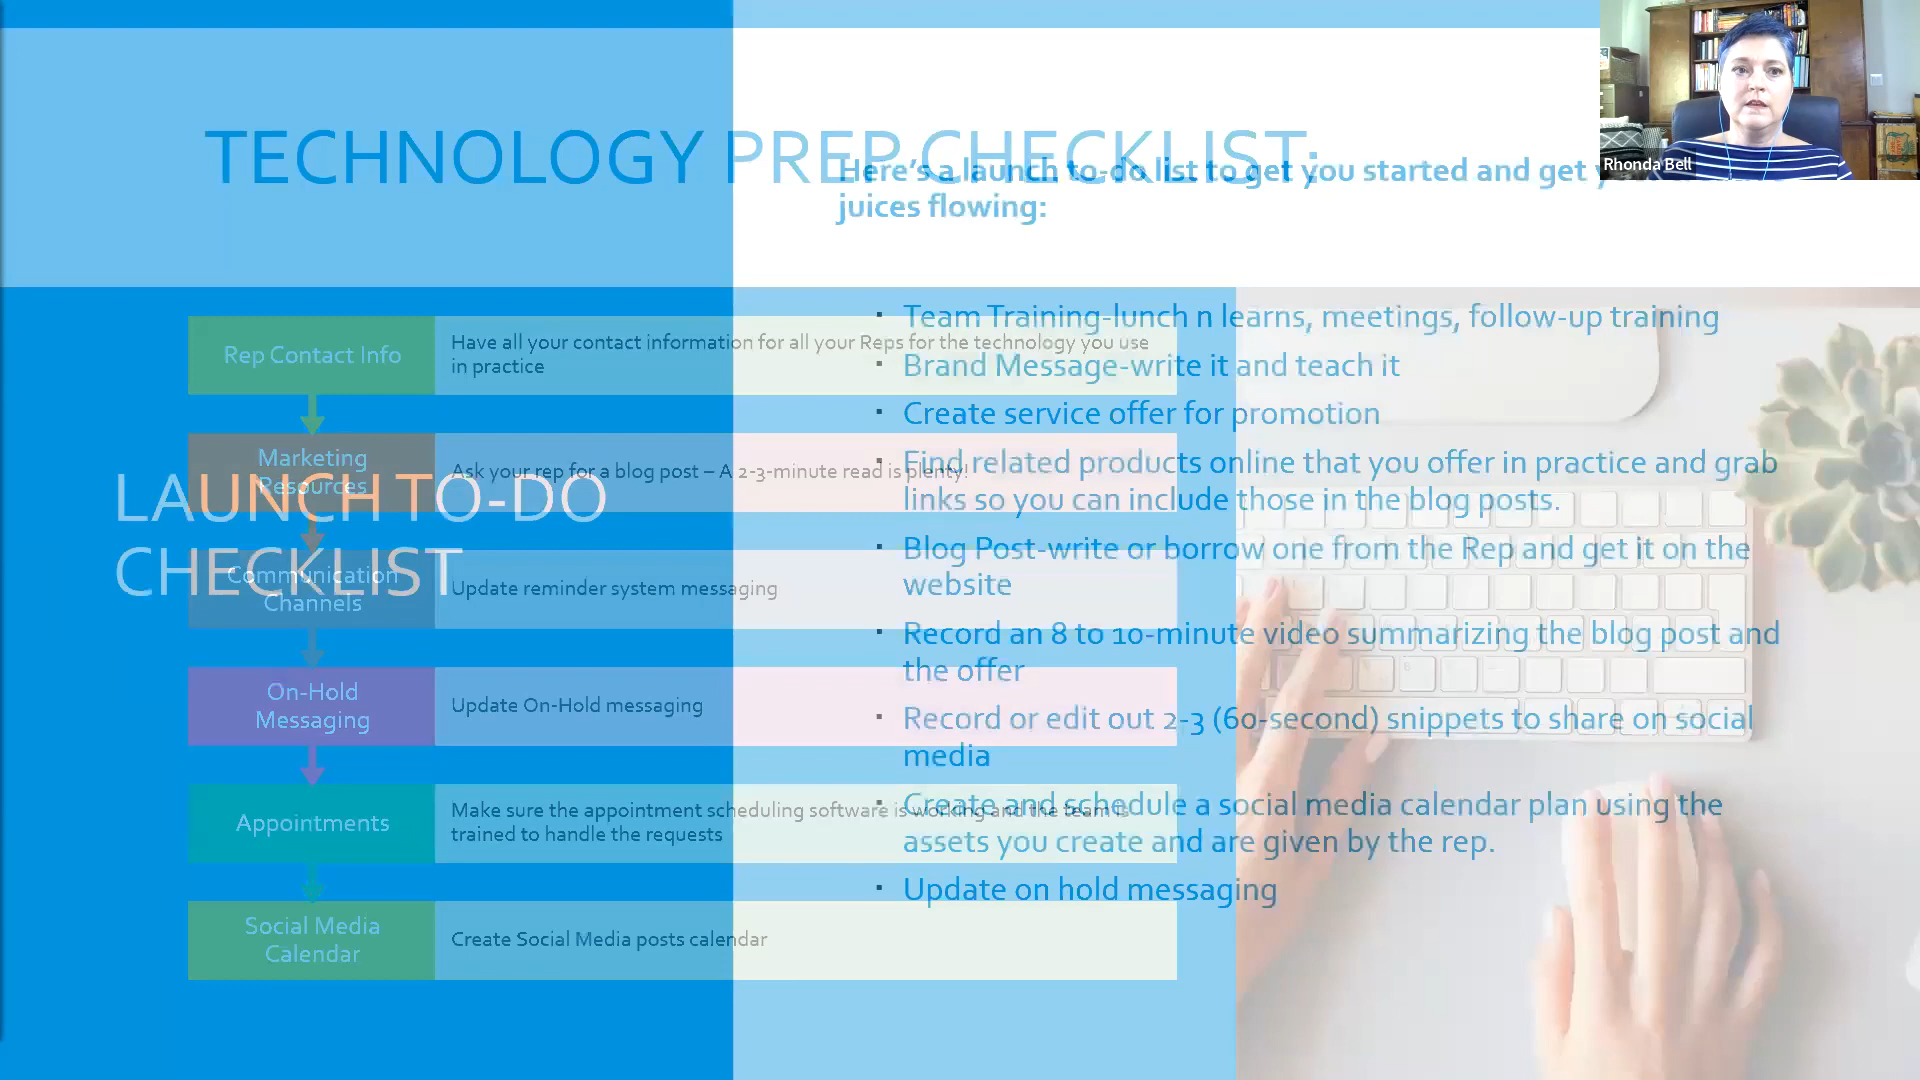 TECHNOLOGY PREP CHECKLIST:
Rep Contact Info
Have all your contact information for all your Reps for the technology you use
in practice
Marketing
Resources
Ask your rep for a blog post – A 2-3-minute read is plenty!
Communication
Channels
Update reminder system messaging
On-Hold
Messaging
Update On-Hold messaging
Appointments
Make sure the appointment scheduling software is working and the team is
trained to handle the requests
Social Media
Calendar
Create Social Media posts calendar
LAUNCH TO-DO
CHECKLIST
Here's a launch to-do list to get you started and get
juices flowing:
▪ Team Training-lunch n learns, meetings, follow-up training
▪ Brand Message-write it and teach it
▪ Create service offer for promotion
▪ Find related products online that you offer in practice and grab
links so you can include those in the blog posts.
▪ Blog Post-write or borrow one from the Rep and get it on the
website
▪ Record an 8 to 10-minute video summarizing the blog post and
the offer
▪ Record or edit out 2-3 (60-second) snippets to share on social
media
▪ Create and schedule a social media calendar plan using the
assets you create and are given by the rep.
▪ Update on hold messaging
Rhonda Bell